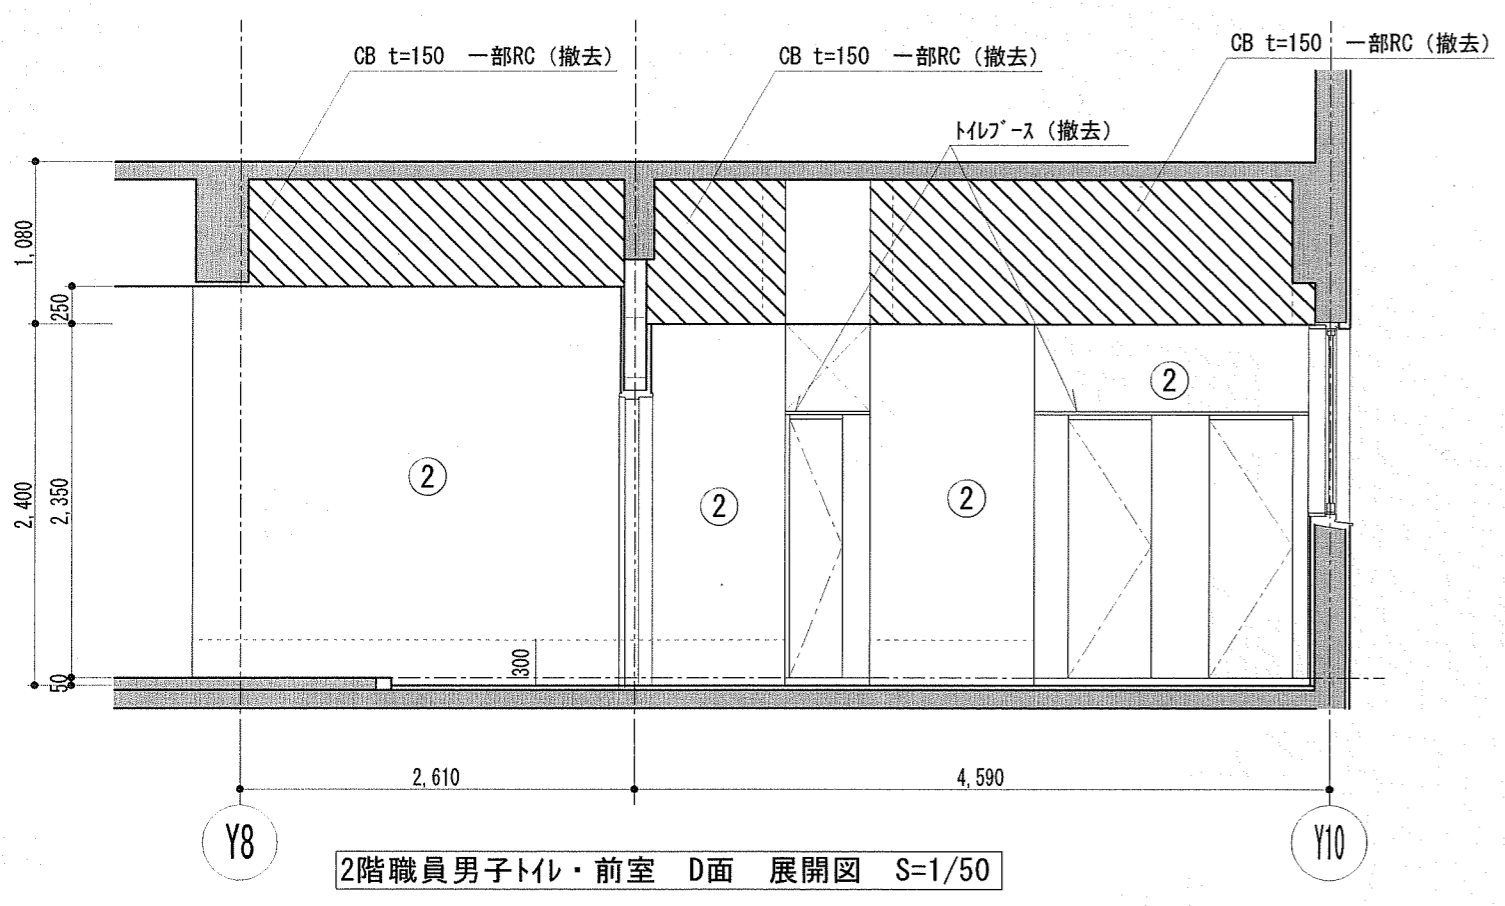 CB t=150 一部RC（撤去）
CB t=150 一部RC（撤去）
CB t=150 一部RC（撤去）
ﾄｲﾚﾌﾞｰｽ（撤去）
1,080
250
2,400
2,350
50
②
②
②
②
300
2,610
4,590
Y8
Y10
2階職員男子ﾄｲﾚ・前室 D面 展開図 S=1/50